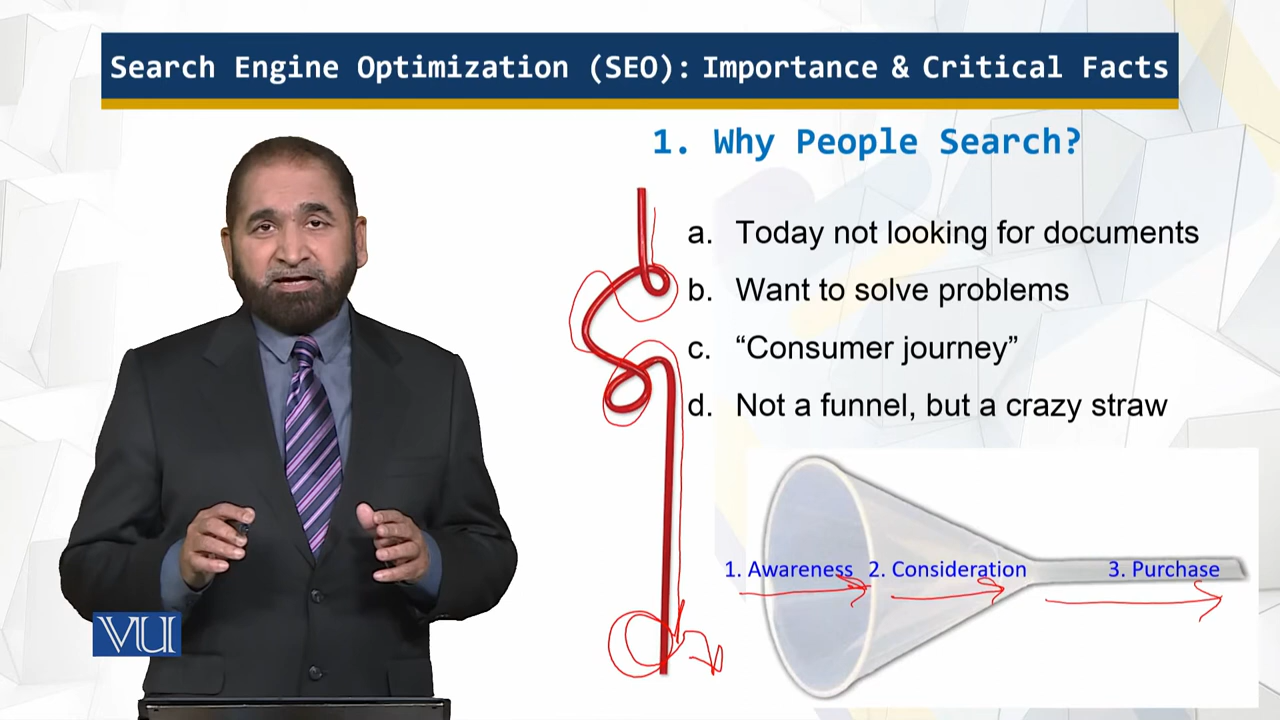 Search Engine Optimization (SEO): Importance & Critical Facts
1. Why People Search?
a. Today not looking for documents
b. Want to solve problems
c. “Consumer journey”
d. Not a funnel, but a crazy straw
1. Awareness 2. Consideration 3. Purchase
VU